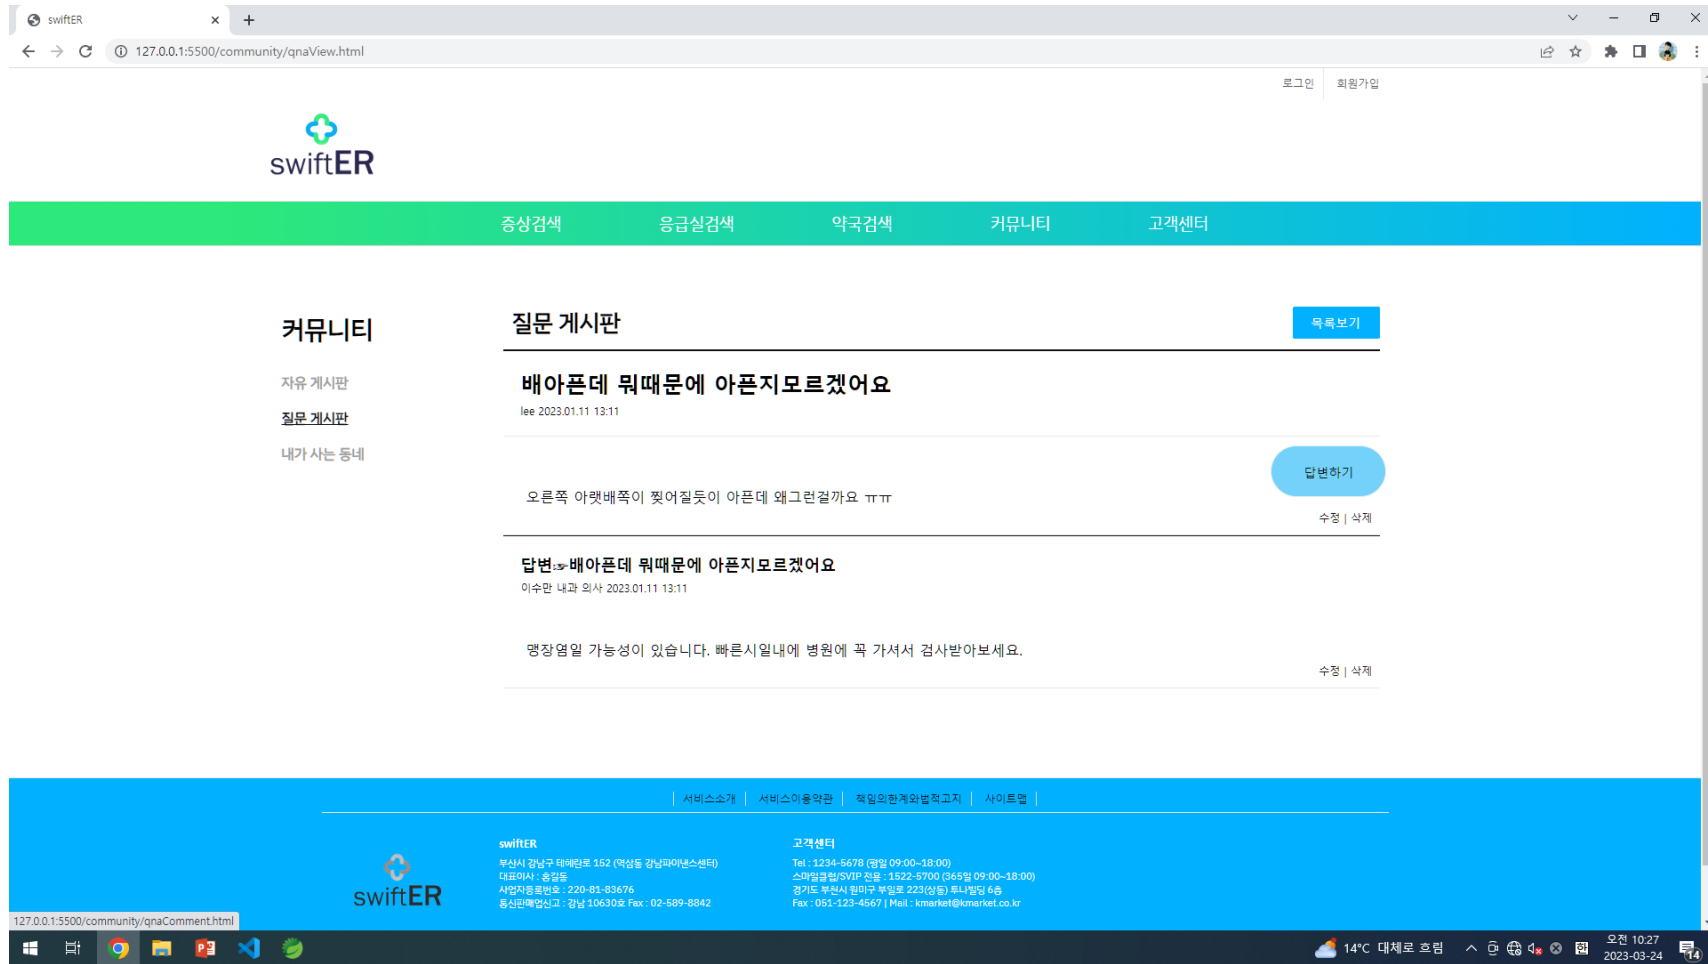 swiftER
127.0.0.1:5500/community/qnaView.html
로그인 회원가입
swiftER
증상검색 응급실검색 약국검색 커뮤니티 고객센터
커뮤니티
자유 게시판
질문 게시판
내가 사는 동네
질문 게시판
목록보기
배아픈데 뭐때문에 아픈지모르겠어요
lee 2023.01.11 13:11
답변하기
오른쪽 아랫배쪽이 찢어질듯이 아픈데 왜그런걸까요 ㅠㅠ
수정 | 삭제
답변☞배아픈데 뭐때문에 아픈지모르겠어요
이수만 내과 의사 2023.01.11 13:11
맹장염일 가능성이 있습니다. 빠른시일내에 병원에 꼭 가셔서 검사받아보세요.
수정 | 삭제
서비스소개 서비스이용약관 책임의한계와법적고지 사이트맵
swiftER
swiftER
부산시 강남구 테헤란로 152 (역삼동 강남파이낸스센터)
대표이사 : 홍길동
사업자등록번호 : 220-81-83676
통신판매업신고 : 강남 10630호 Fax : 02-589-8842
고객센터
Tel : 1234-5678 (평일 09:00~18:00)
스마일클럽/SVIP 전용 : 1522-5700 (365일 09:00~18:00)
경기도 부천시 원미구 부일로 223(상동) 투나빌딩 6층
Fax : 051-123-4567 | Mail : kmarket@kmarket.co.kr
127.0.0.1:5500/community/qnaComment.html
14°C 대체로 흐림
한
오전 10:27
2023-03-24
14